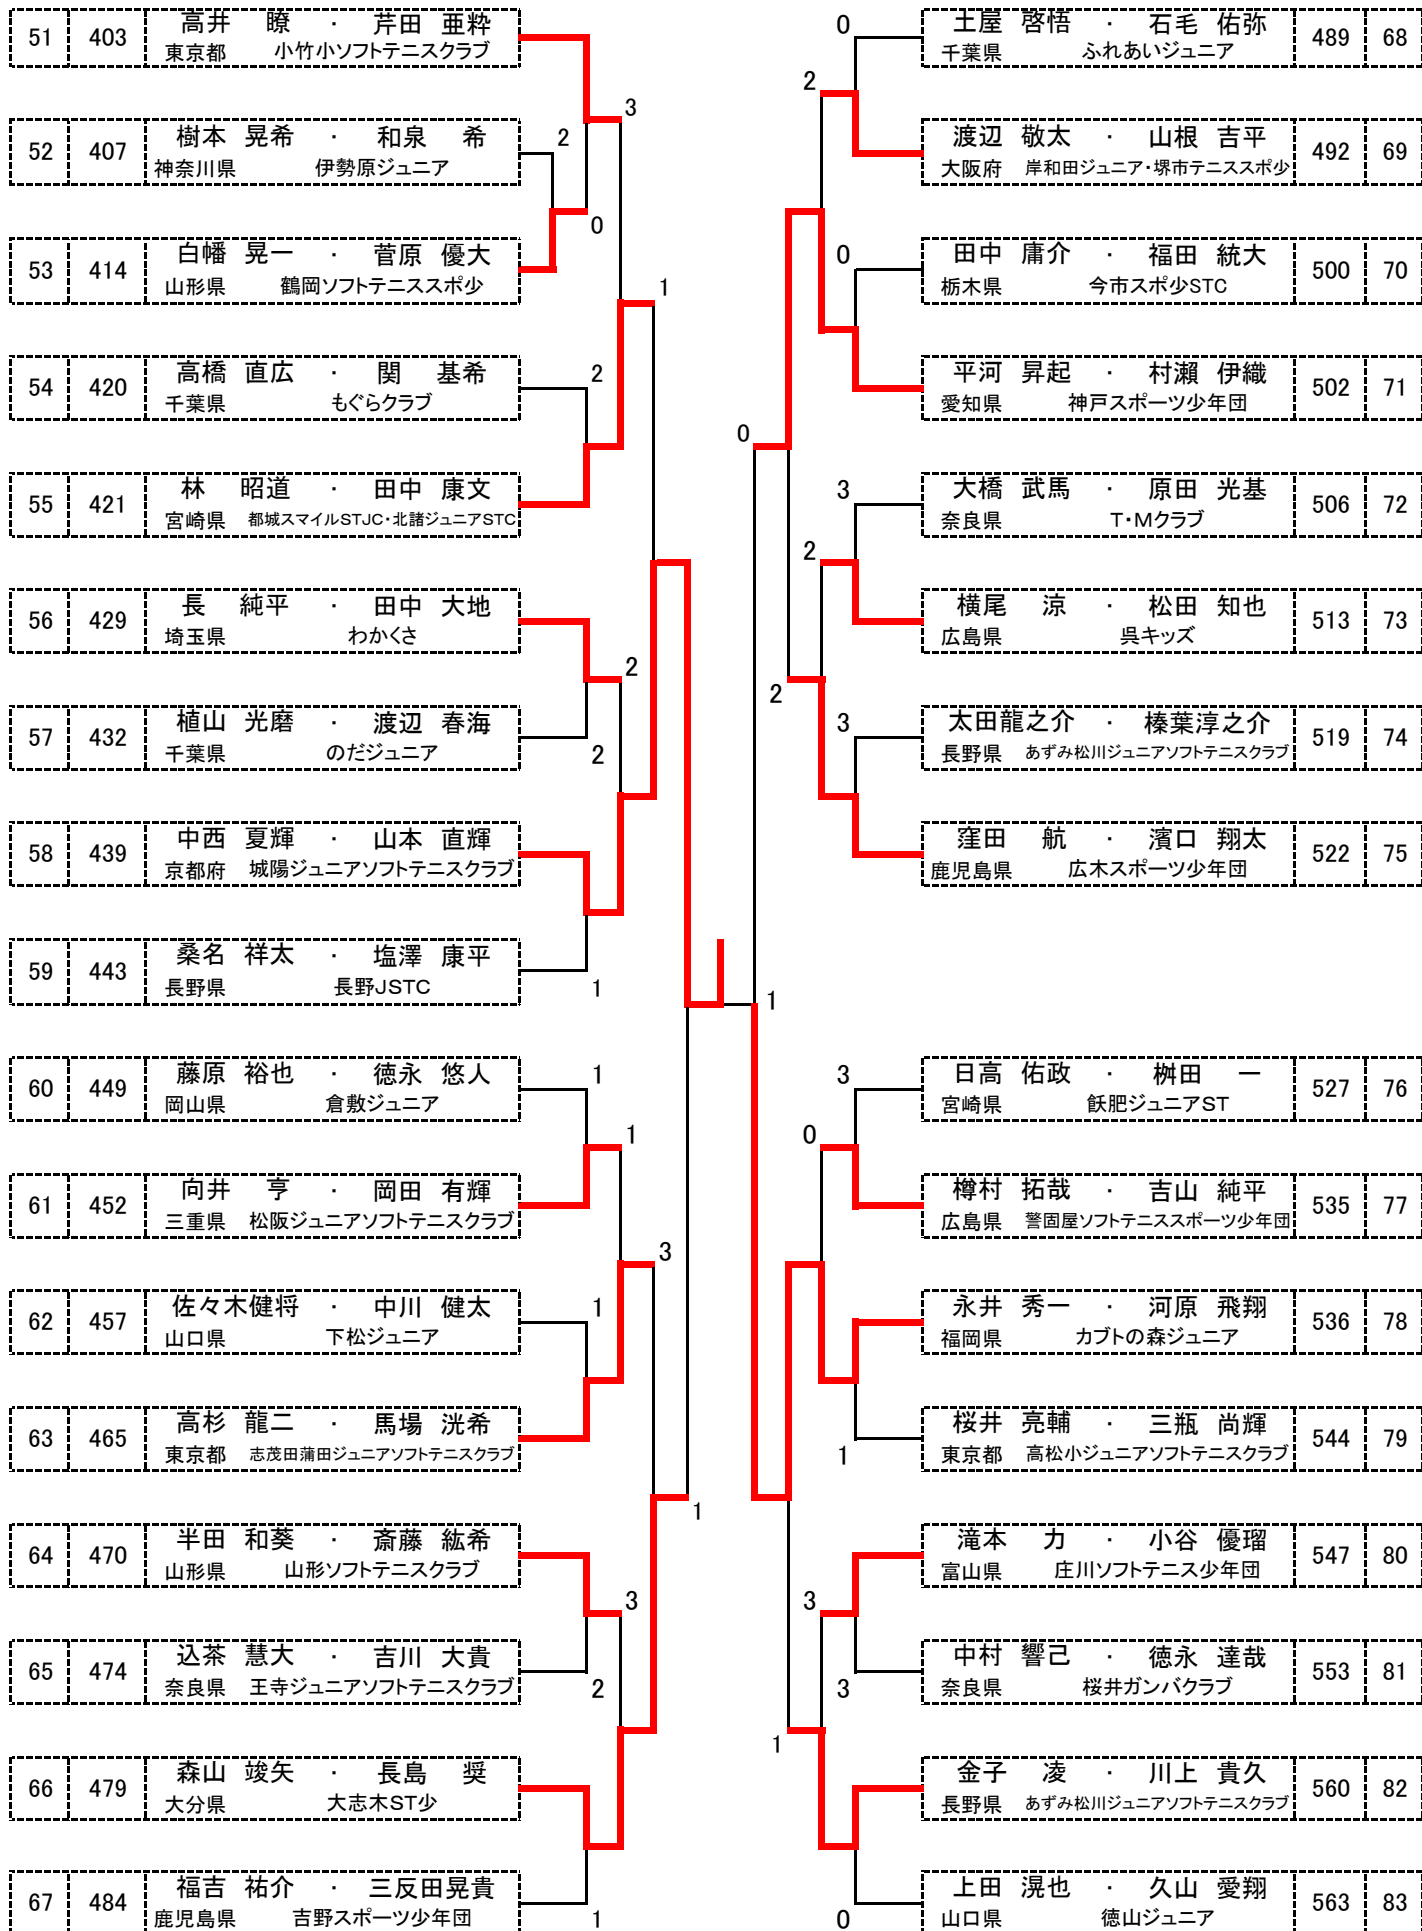 51 403 高井 瞭 ・ 芹田 亜粋
東京都 小竹小ソフトテニスクラブ
3
52 407 樹本 晃希 ・ 和泉 希
神奈川県 伊勢原ジュニア
2
0
53 414 白幡 晃一 ・ 菅原 優大
山形県 鶴岡ソフトテニススポ少
1
54 420 高橋 直広 ・ 関 基希
千葉県 もぐらクラブ
2
55 421 林 昭道 ・ 田中 康文
宮崎県 都城スマイルSTJC・北諸ジュニアSTC
56 429 長 純平 ・ 田中 大地
埼玉県 わかくさ
2
57 432 植山 光磨 ・ 渡辺 春海
千葉県 のだジュニア
2
58 439 中西 夏輝 ・ 山本 直輝
京都府 城陽ジュニアソフトテニスクラブ
59 443 桑名 祥太 ・ 塩澤 康平
長野県 長野JSTC
1
60 449 藤原 裕也 ・ 徳永 悠人
岡山県 倉敷ジュニア
1
1
61 452 向井 亨 ・ 岡田 有輝
三重県 松阪ジュニアソフトテニスクラブ
3
62 457 佐々木健将 ・ 中川 健太
山口県 下松ジュニア
1
63 465 高杉 龍二 ・ 馬場 洸希
東京都 志茂田蒲田ジュニアソフトテニスクラブ
1
64 470 半田 和葵 ・ 斎藤 紘希
山形県 山形ソフトテニスクラブ
3
65 474 込茶 慧大 ・ 吉川 大貴
奈良県 王寺ジュニアソフトテニスクラブ
2
66 479 森山 竣矢 ・ 長島 奨
大分県 大志木ST少
67 484 福吉 祐介 ・ 三反田晃貴
鹿児島県 吉野スポーツ少年団
1
0
土屋 啓悟 ・ 石毛 佑弥 489 68
千葉県 ふれあいジュニア
2
渡辺 敬太 ・ 山根 吉平 492 69
大阪府 岸和田ジュニア・堺市テニススポ少
0
田中 庸介 ・ 福田 統大 500 70
栃木県 今市スポ少STC
平河 昇起 ・ 村瀬 伊織 502 71
愛知県 神戸スポーツ少年団
0
3
大橋 武馬 ・ 原田 光基 506 72
奈良県 T・Mクラブ
2
横尾 涼 ・ 松田 知也 513 73
広島県 呉キッズ
2
3
太田龍之介 ・ 榛葉淳之介 519 74
長野県 あずみ松川ジュニアソフトテニスクラブ
窪田 航 ・ 濱口 翔太 522 75
鹿児島県 広木スポーツ少年団
1
3
日高 佑政 ・ 桝田 一 527 76
宮崎県 飫肥ジュニアST
0
樽村 拓哉 ・ 吉山 純平 535 77
広島県 警固屋ソフトテニススポーツ少年団
永井 秀一 ・ 河原 飛翔 536 78
福岡県 カブトの森ジュニア
桜井 亮輔 ・ 三瓶 尚輝 544 79
東京都 高松小ジュニアソフトテニスクラブ
1
滝本 力 ・ 小谷 優瑠 547 80
富山県 庄川ソフトテニス少年団
3
中村 響己 ・ 徳永 達哉 553 81
奈良県 桜井ガンバクラブ
3
1
金子 凌 ・ 川上 貴久 560 82
長野県 あずみ松川ジュニアソフトテニスクラブ
上田 滉也 ・ 久山 愛翔 563 83
山口県 徳山ジュニア
0